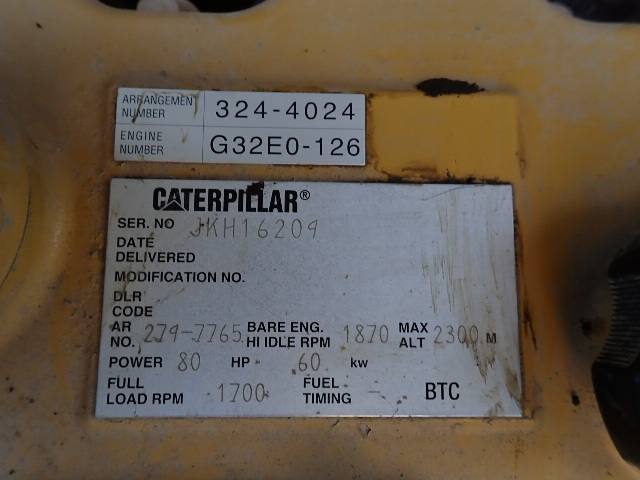 ARRANGEMENT NUMBER 324-4024
ENGINE NUMBER G32E0-126
CATERPILLAR®
SER. NO JKH16209
DATE
DELIVERED
MODIFICATION NO.
DLR
CODE
AR NO. 279-7765 BARE ENG. HI IDLE RPM 1870 MAX ALT 2300 M
POWER 80 HP 60 kw
FULL LOAD RPM 1700 FUEL TIMING - BTC